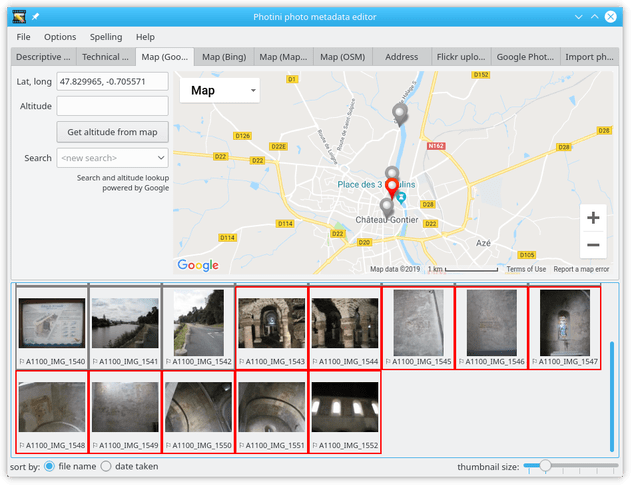 Photini photo metadata editor
File Options Spelling Help
Descriptive ... Technical ... Map (Goo... Map (Bing) Map (Map... Map (OSM) Address Flickr uplo... Google Phot... Import ph...
Lat, long 47.829965, -0.705571
Altitude
Get altitude from map
Search <new search>
Search and altitude lookup
powered by Google
Map
D1
D152
D126
D22E
N162
D28
D22
D22
D22
D28
Place des 3 Moulins
D28
Château-Gontier
D114
D22
D114
D20
Azé
D105
Google
Map data ©2019 1 km Terms of Use Report a map error
A1100_IMG_1540 A1100_IMG_1541 A1100_IMG_1542 A1100_IMG_1543 A1100_IMG_1544 A1100_IMG_1545 A1100_IMG_1546 A1100_IMG_1547
A1100_IMG_1548 A1100_IMG_1549 A1100_IMG_1550 A1100_IMG_1551 A1100_IMG_1552
sort by: file name date taken thumbnail size: